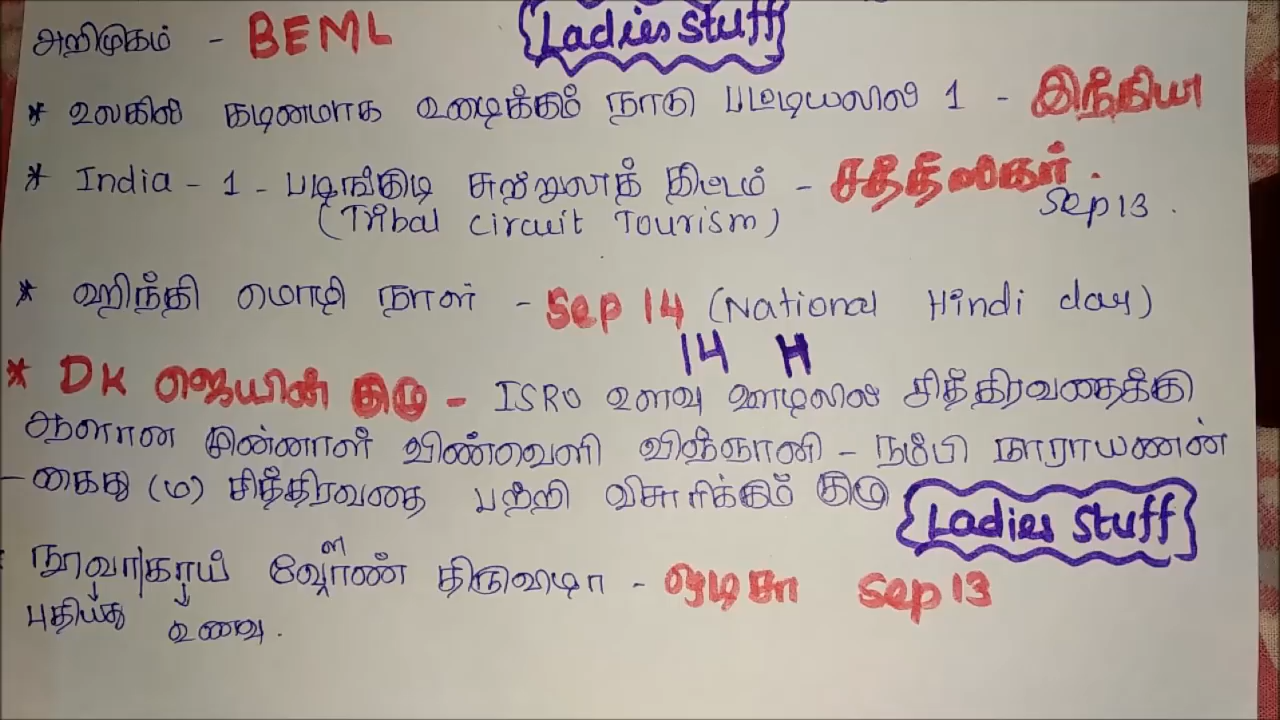 அறிமுகம் - BEML
Ladies stuff
* உலகில் கடினமாக உழைக்கும் நாடு பட்டியலில் 1 - இந்தியா
* India - 1 - பழங்குடி சுற்றுலாத் திட்டம் - சத்தீஸ்கர்.
(Tribal circuit Tourism) Sep 13.
* ஹிந்தி மொழி நாள் - Sep 14 (National Hindi day)
14 H
* DK ஜெயின் குழு - ISRO உளவு ஊழலில் சித்திரவதைக்கு
ஆளான முன்னாள் விண்வெளி விஞ்ஞானி - நம்பி நாராயணன்
- கைது (ம) சித்திரவதை பற்றி விசாரிக்கும் குழு
Ladies stuff
நுவாகாய் வேளாண் திருவிழா - ஒடிசா Sep 13
புதியது உணவு.